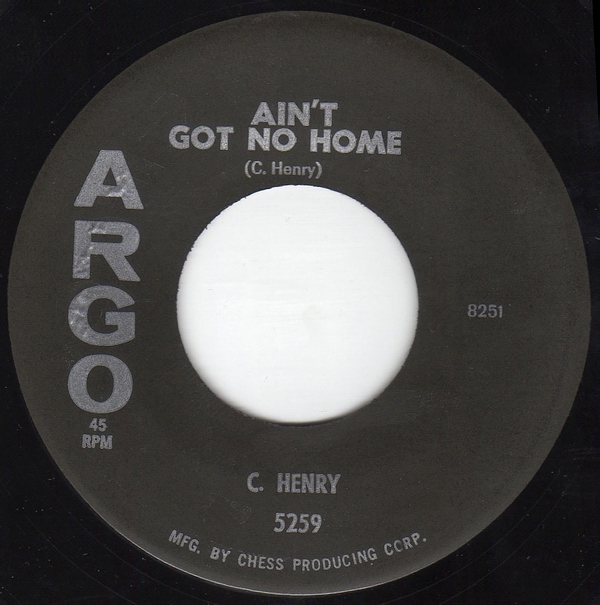 AIN'T
GOT NO HOME
(C. Henry)
ARGO
45
RPM
8251
C. HENRY
5259
MFG. BY CHESS PRODUCING CORP.